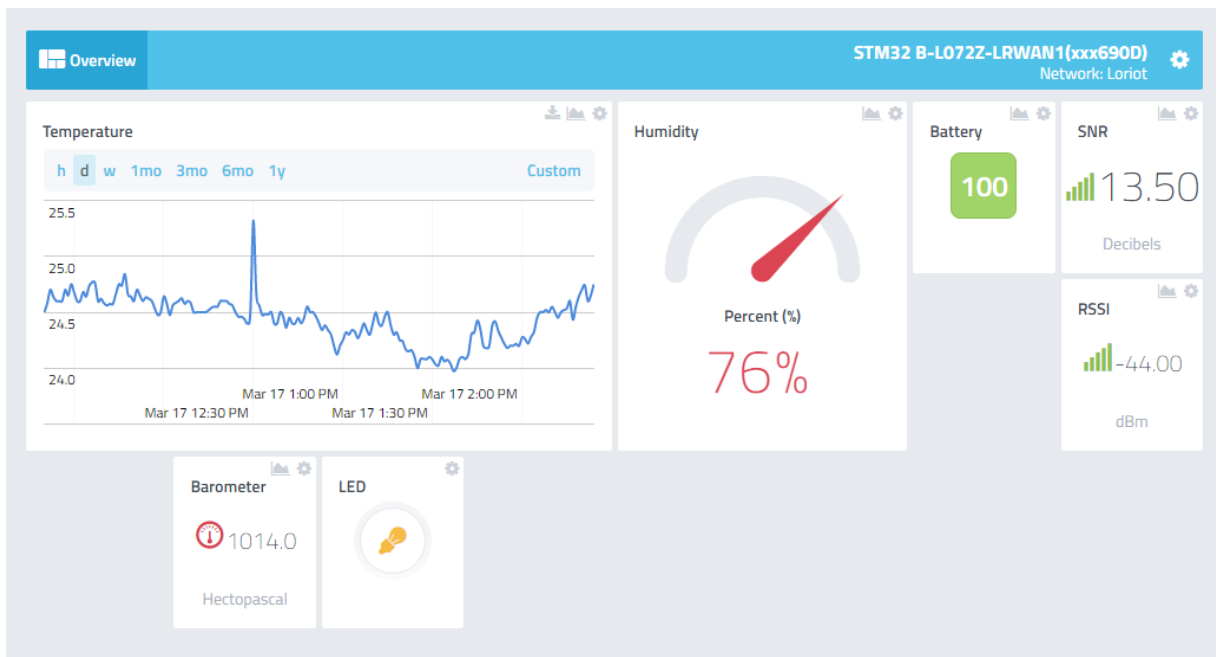 Overview
STM32 B-L072Z-LRWAN1(xxx690D)
Network: Loriot
Temperature
h d w 1mo 3mo 6mo 1y Custom
25.5
25.0
24.5
24.0
Mar 17 1:00 PM Mar 17 2:00 PM
Mar 17 12:30 PM Mar 17 1:30 PM
Humidity
Percent (%)
76%
Battery
100
SNR
13.50
Decibels
RSSI
-44.00
dBm
Barometer
1014.0
Hectopascal
LED